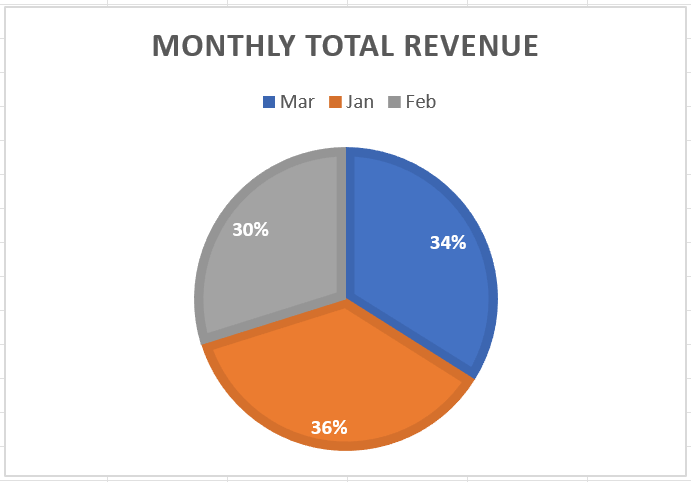 MONTHLY TOTAL REVENUE
Mar Jan Feb
30%
34%
36%